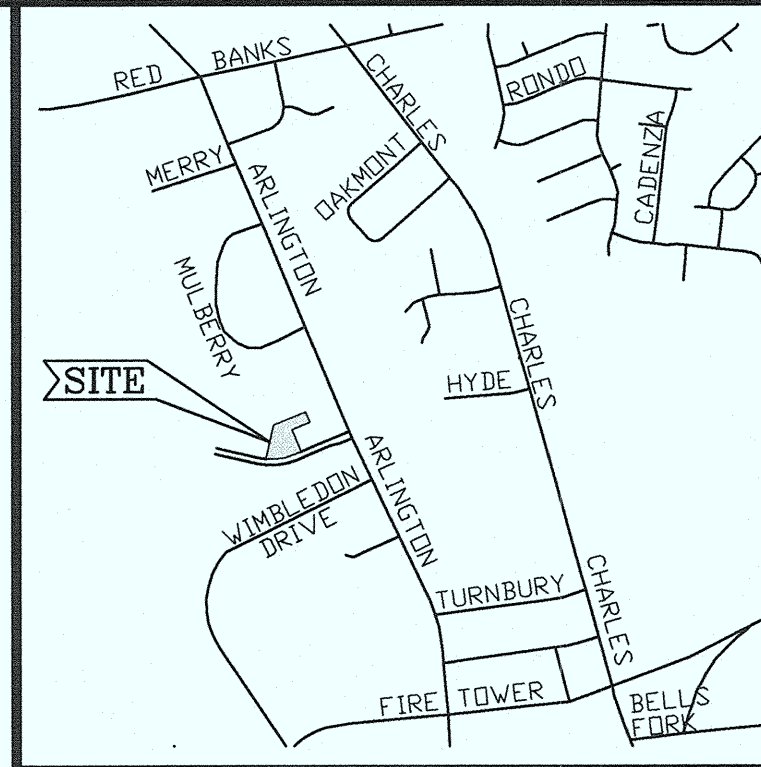 RED BANKS
CHARLES
RONDO
MERRY
OAKMONT
CADENZA
ARLINGTON
MULBERRY
CHARLES
SITE
HYDE
ARLINGTON
WIMBLEDON
DRIVE
TURNBURY
CHARLES
FIRE TOWER
BELLS
FORK